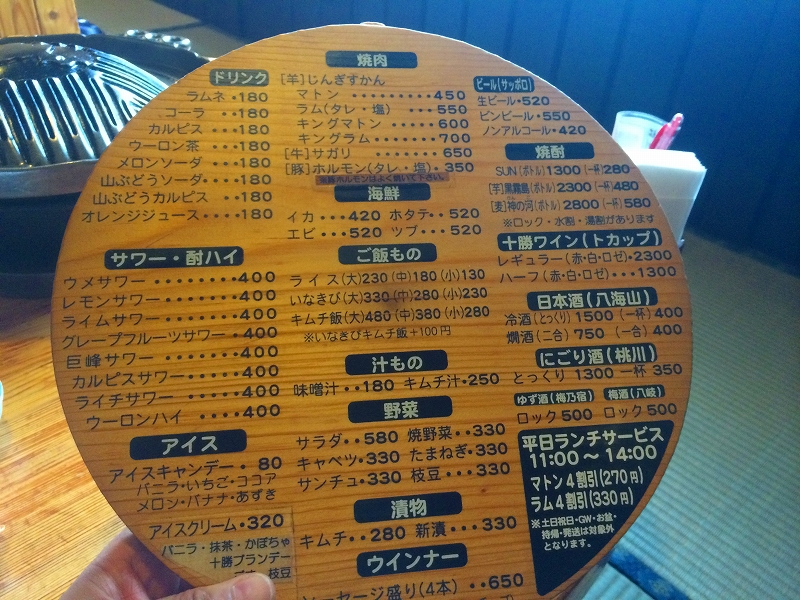 ドリンク
ラムネ・180
コーラ・・180
カルピス・・・180
ウーロン茶・・180
メロンソーダ・・180
山ぶどうソーダ・・・180
山ぶどうカルピス・・180
オレンジジュース・・・・180
サワー・酎ハイ
ウメサワー・・・・・・・・400
レモンサワー・・・・・・・400
ライムサワー・・・・・・・400
グレープフルーツサワー・400
巨峰サワー・・・・・・・・400
カルピスサワー・・・・・400
ライチサワー・・・・・・400
ウーロンハイ・・・・・400
アイス
アイスキャンデー・80
バニラ・いちご・ココア
メロン・バナナ・あずき
アイスクリーム・320
バニラ・抹茶・かぼちゃ
十勝ブランデー
枝豆
焼肉
[羊]じんぎすかん
マトン・・・・・・・・・450
ラム(タレ・塩)・・・550
キングマトン・・・・・・600
キングラム・・・・・・・700
[牛]サガリ・・・・・・・650
[豚]ホルモン(タレ・塩)・350
海鮮
イカ・・・420 ホタテ・・520
エビ・・・520 ツブ・・・520
ご飯もの
ライス(大)230(中)180(小)130
いなきび(大)330(中)280(小)230
キムチ飯(大)480(中)380(小)280
※いなきびキムチ飯+100円
汁もの
味噌汁・・180 キムチ汁・250
野菜
サラダ・・580 焼野菜・・330
キャベツ・330 たまねぎ・330
サンチュ・330 枝豆・・・330
漬物
キムチ・・280 新漬・・・330
ウインナー
ソーセージ盛り(4本)・・650
ビール(サッポロ)
生ビール・520
ビンビール・550
ノンアルコール・420
焼酎
SUN(ボトル)1300(一杯)280
[芋]黒霧島(ボトル)2300(一杯)480
[麦]神の河(ボトル)2800(一杯)580
※ロック・水割・湯割があります
十勝ワイン(トカップ)
レギュラー(赤・白・ロゼ)・2300
ハーフ(赤・白・ロゼ)・・・1300
日本酒(八海山)
冷酒(とっくり)1500(一杯)400
燗酒(二合)750(一合)400
にごり酒(桃川)
とっくり 1300 一杯 350
ゆず酒(梅乃宿) 梅酒(八岐)
ロック500 ロック500
平日ランチサービス
11:00〜14:00
マトン4割引(270円)
ラム4割引(330円)
※土日祝日・GW・お盆・
持帰・発送は対象外
となります。